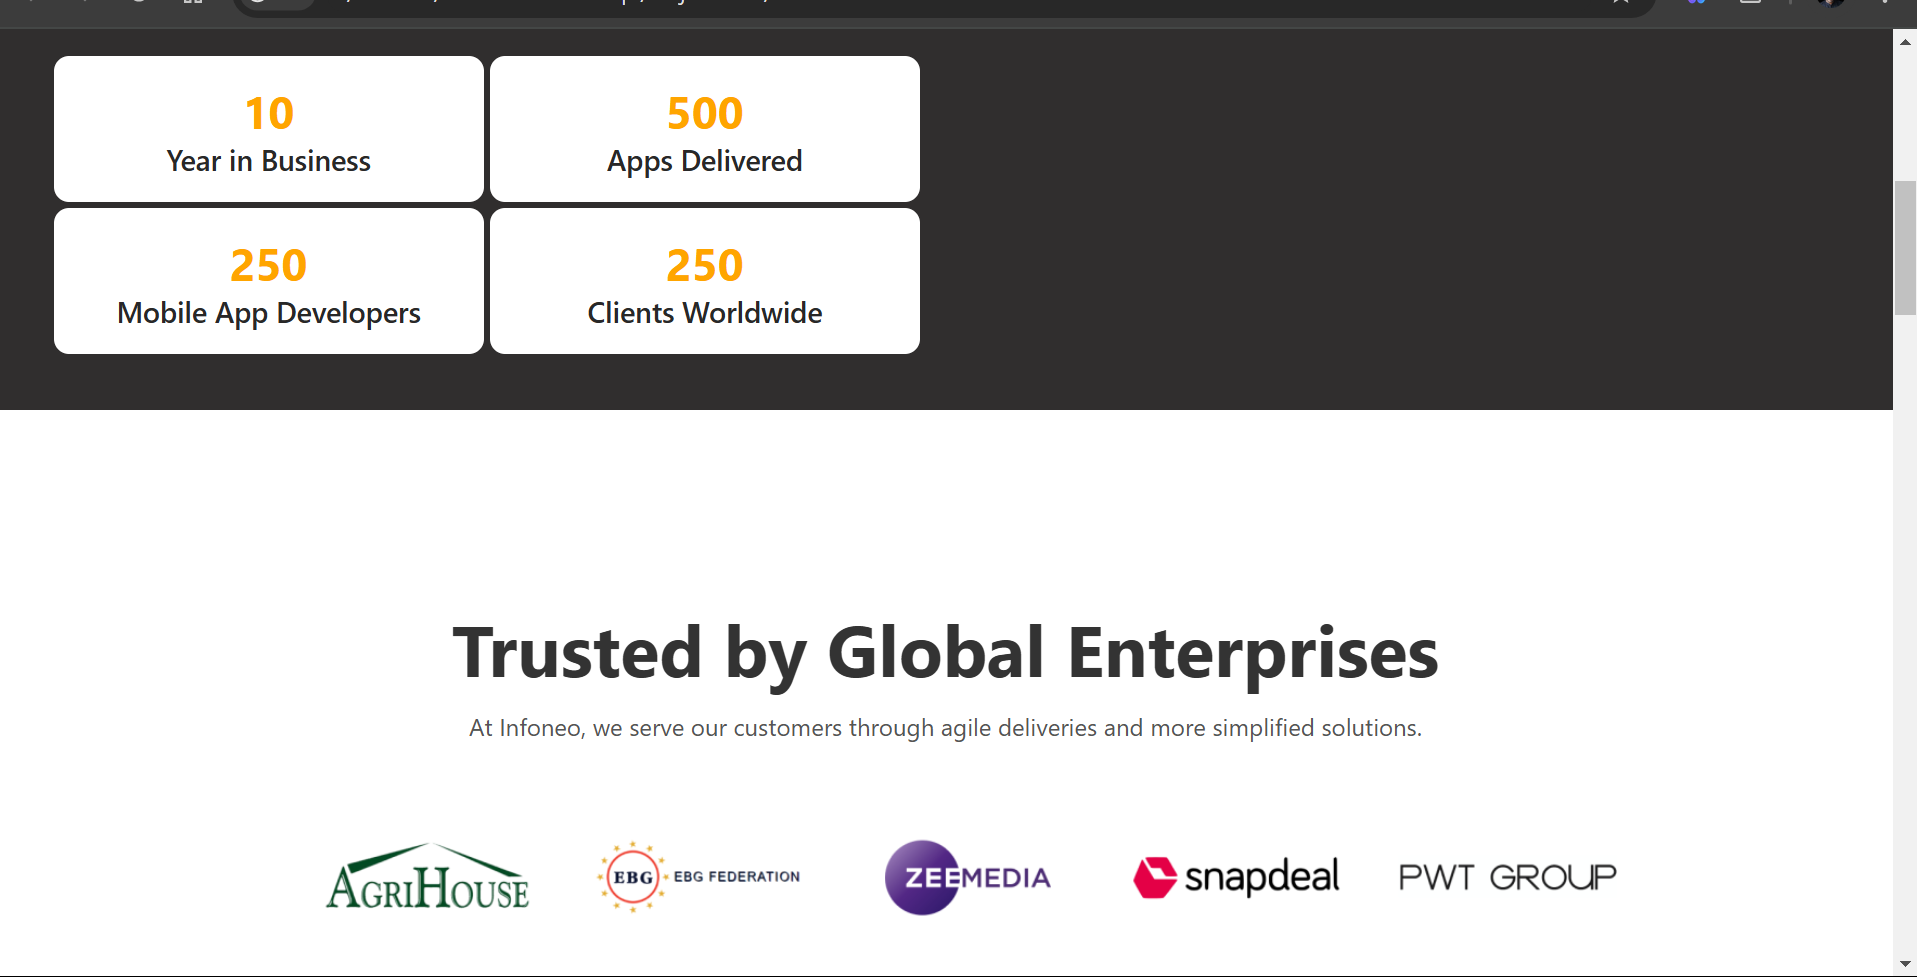 10
Year in Business
500
Apps Delivered
250
Mobile App Developers
250
Clients Worldwide
Trusted by Global Enterprises
At Infoneo, we serve our customers through agile deliveries and more simplified solutions.
AGRIHOUSE
EBG EBG FEDERATION
ZEEMEDIA
snapdeal
PWT GROUP